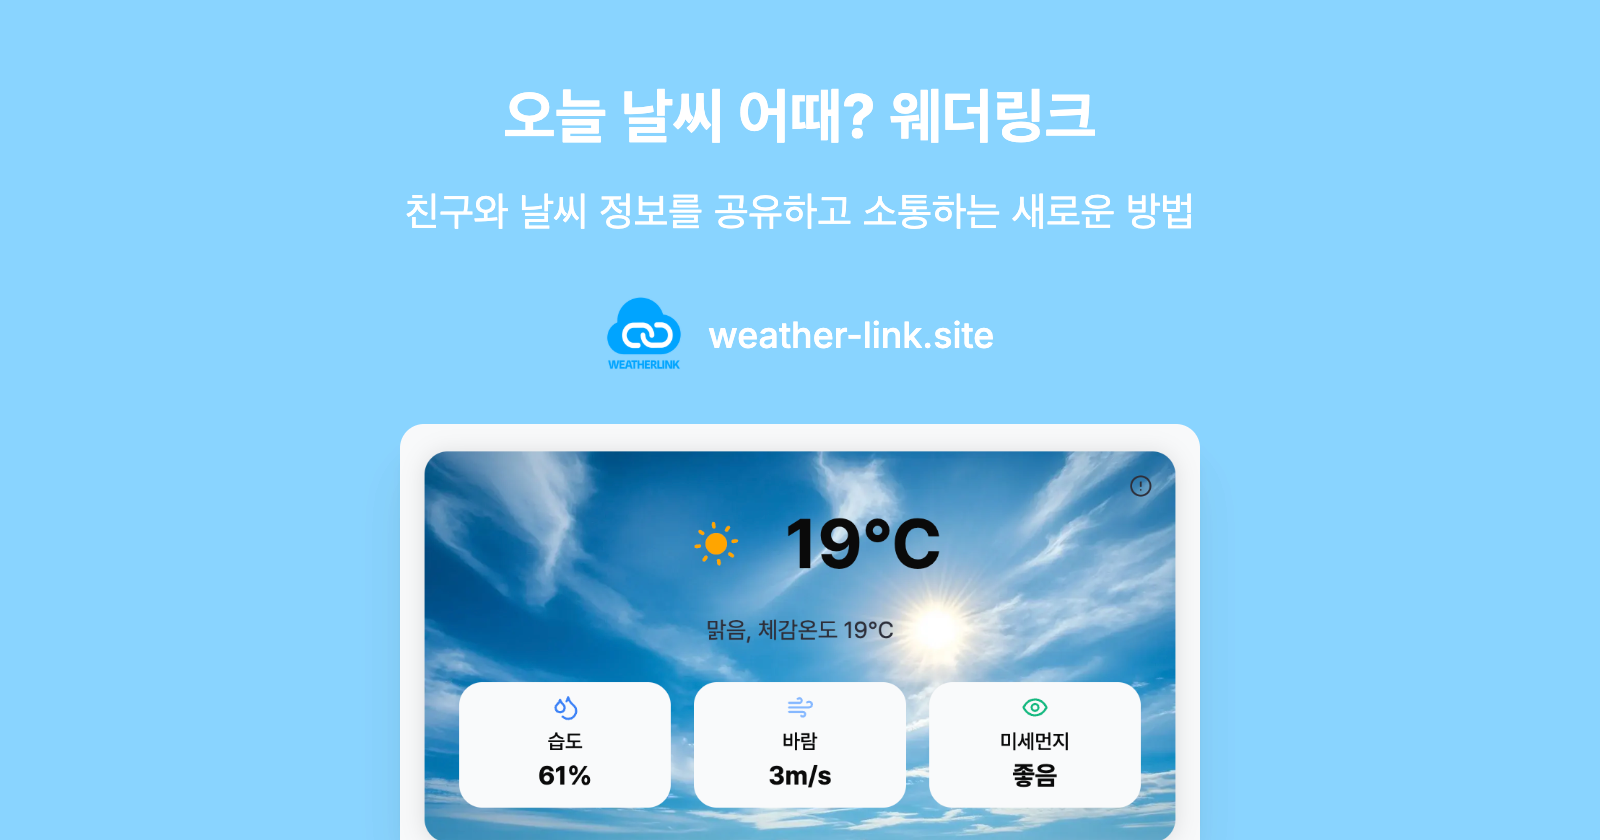 오늘 날씨 어때? 웨더링크
친구와 날씨 정보를 공유하고 소통하는 새로운 방법
WEATHERLINK
weather-link.site
19°C
맑음, 체감온도 19°C
습도
61%
바람
3m/s
미세먼지
좋음